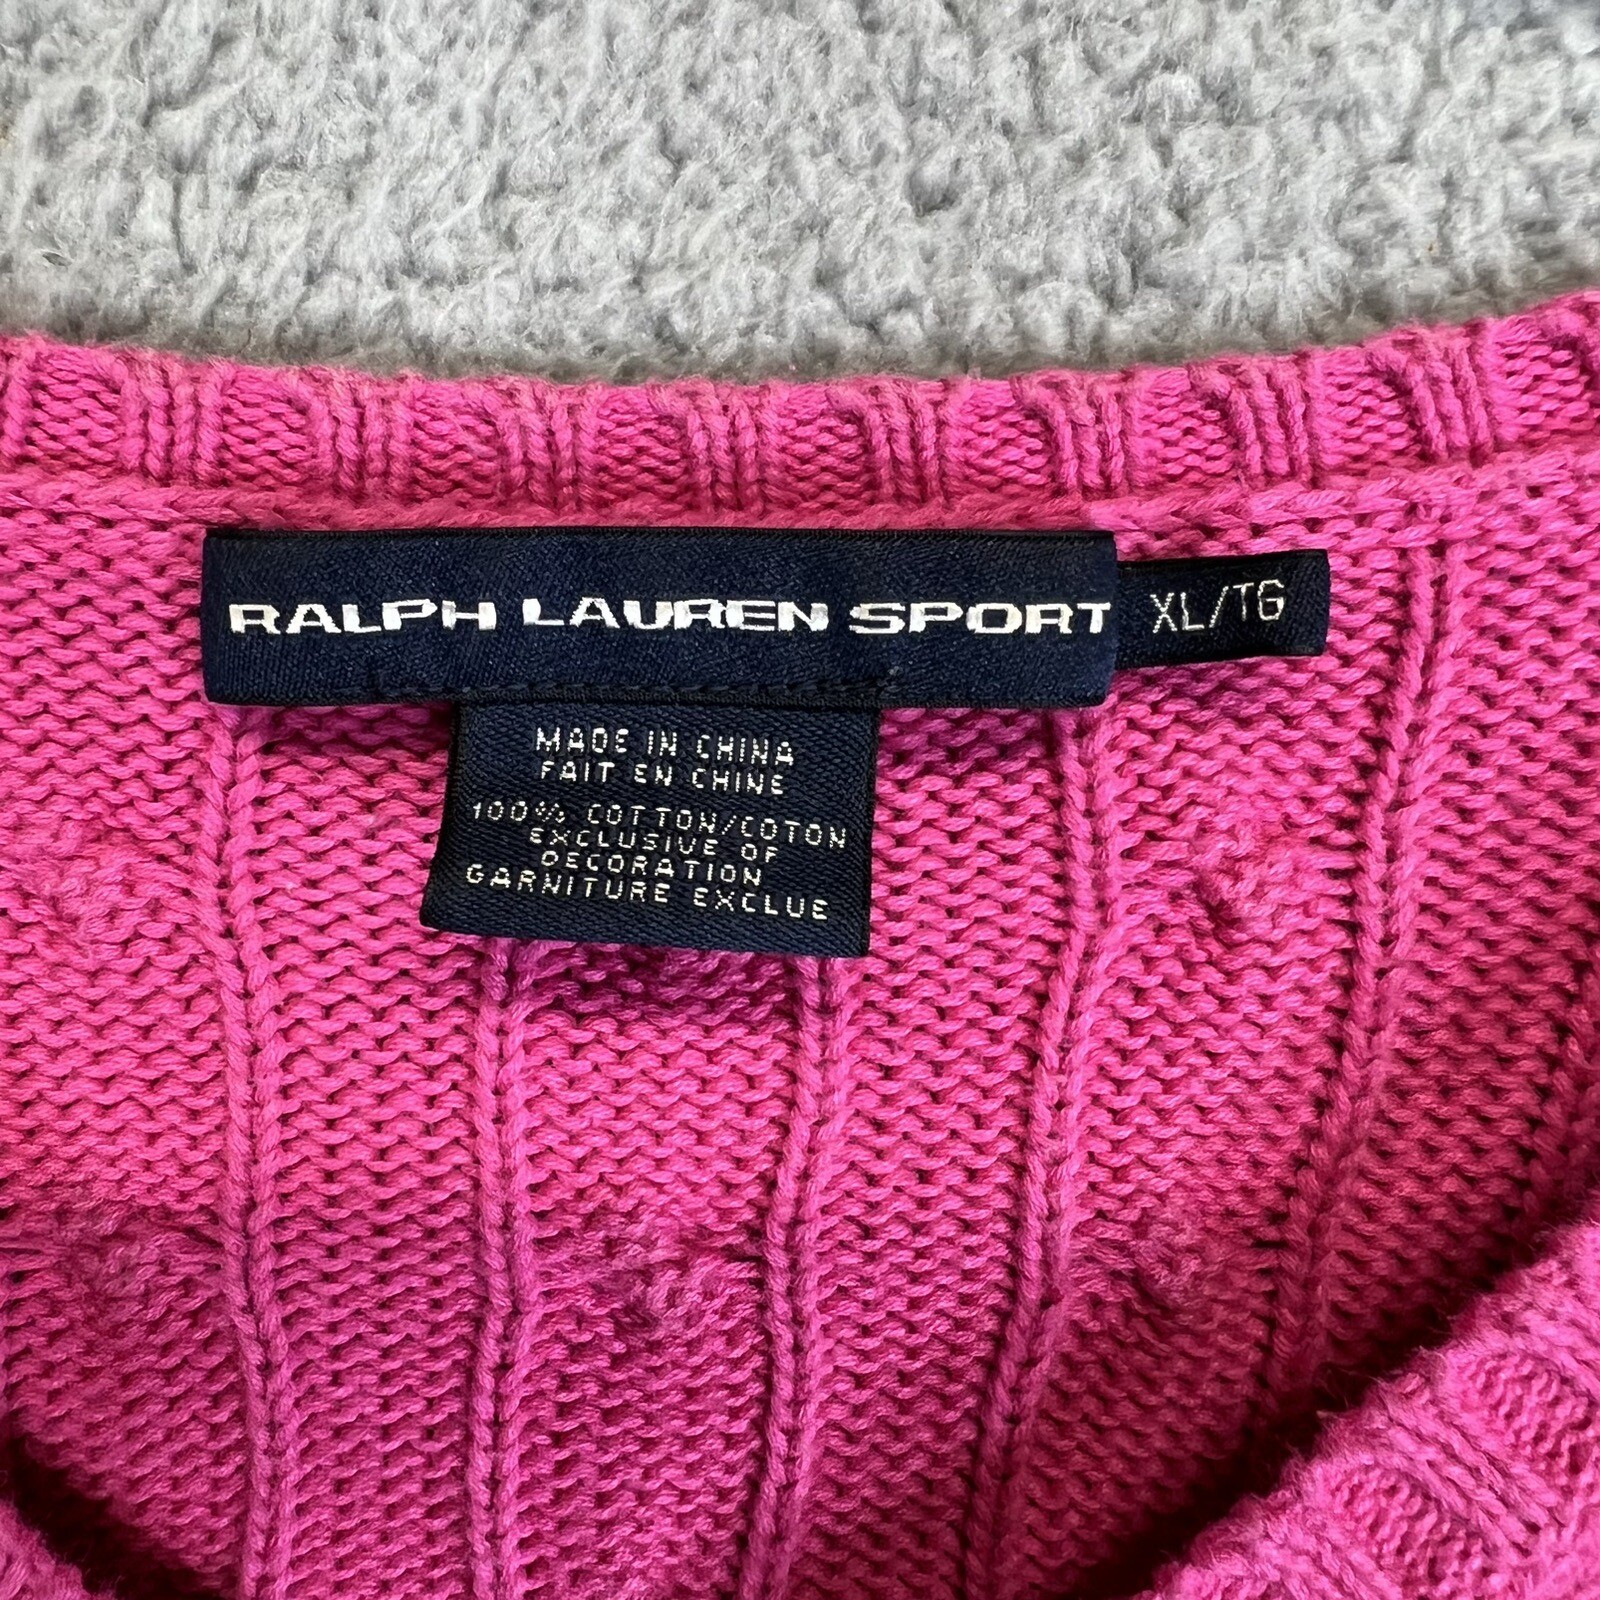 RALPH LAUREN SPORT
XL/TG
MADE IN CHINA
FAIT EN CHINE
100% COTTON/COTON
EXCLUSIVE OF
DECORATION
GARNITURE EXCLUE